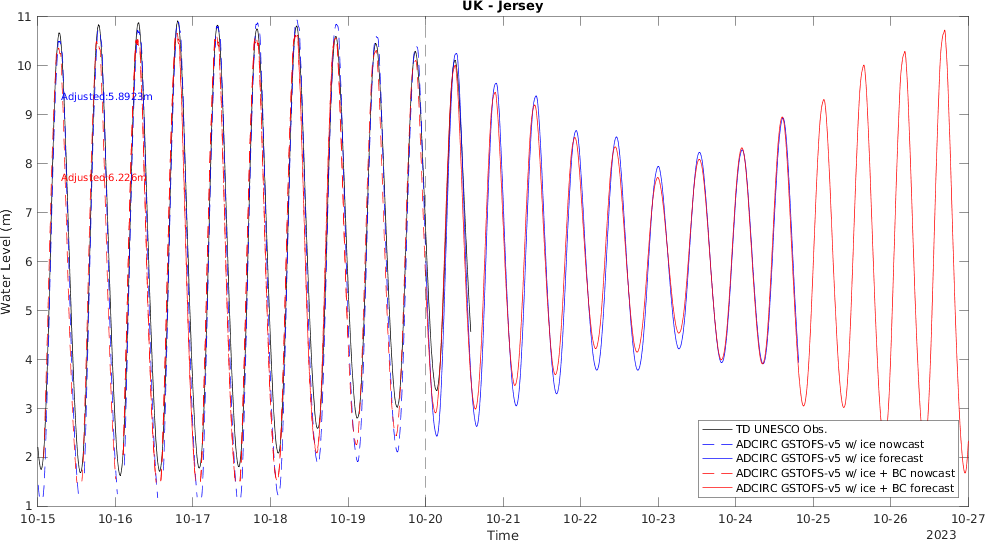 UK - Jersey
Water Level (m)
11
10
9
8
7
6
5
4
3
2
1
Adjusted:5.8923m
Adjusted:6.226m
TD UNESCO Obs.
ADCIRC GSTOFS-v5 w/ ice nowcast
ADCIRC GSTOFS-v5 w/ ice forecast
ADCIRC GSTOFS-v5 w/ ice + BC nowcast
ADCIRC GSTOFS-v5 w/ ice + BC forecast
10-15 10-16 10-17 10-18 10-19 10-20 10-21 10-22 10-23 10-24 10-25 10-26 10-27
Time
2023